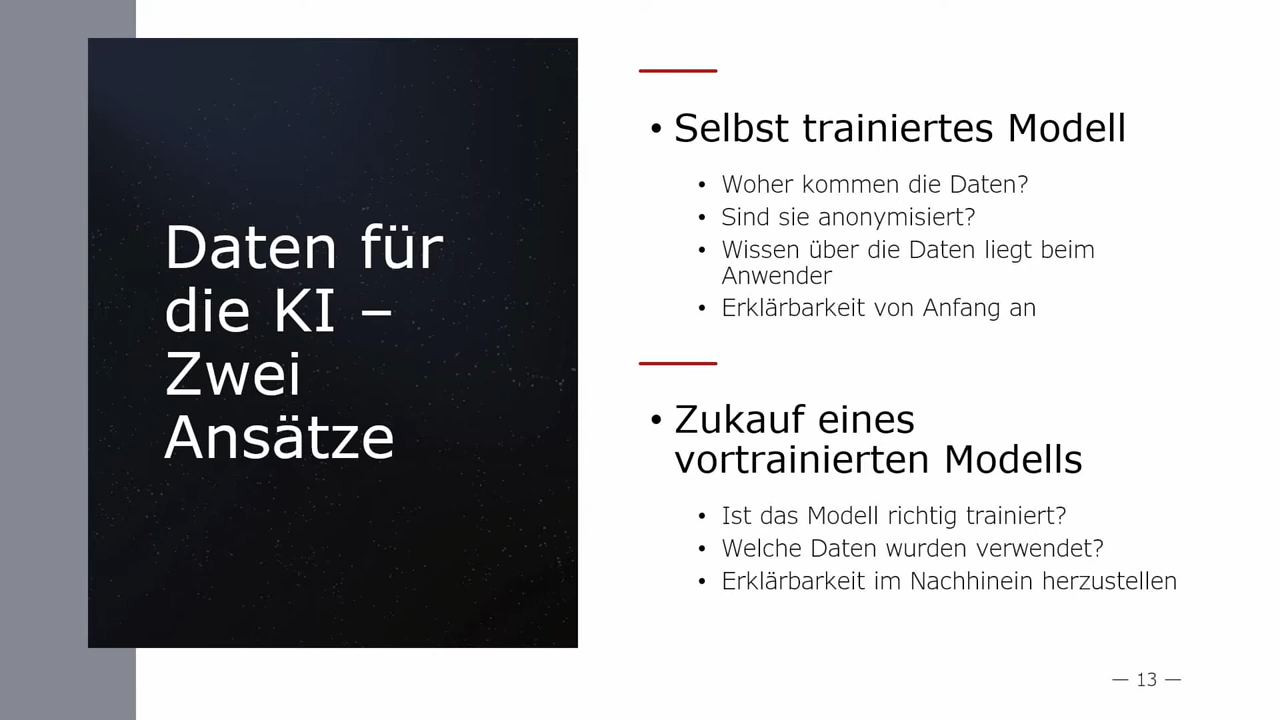 Daten für
die KI –
Zwei
Ansätze
• Selbst trainiertes Modell
• Woher kommen die Daten?
• Sind sie anonymisiert?
• Wissen über die Daten liegt beim
Anwender
• Erklärbarkeit von Anfang an
• Zukauf eines
vortrainierten Modells
• Ist das Modell richtig trainiert?
• Welche Daten wurden verwendet?
• Erklärbarkeit im Nachhinein herzustellen
— 13 —